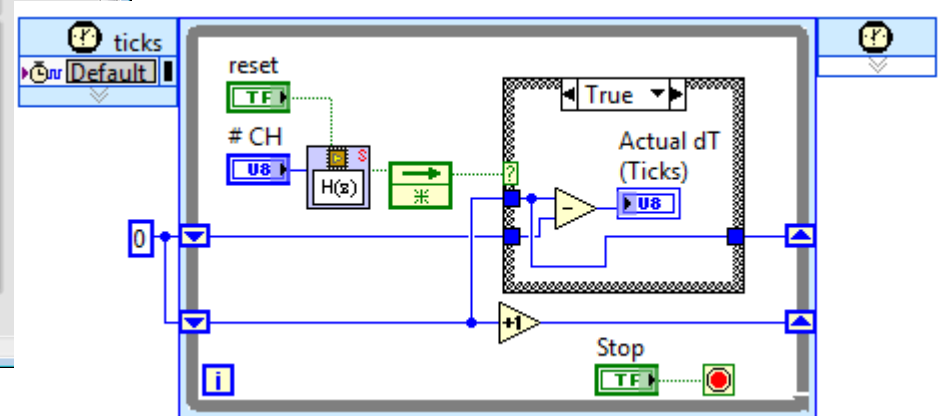 ticks
Default
reset
TF
# CH
U8
H(z)
S
True
?
Actual dT
(Ticks)
U8
-
0
+1
Stop
TF
i